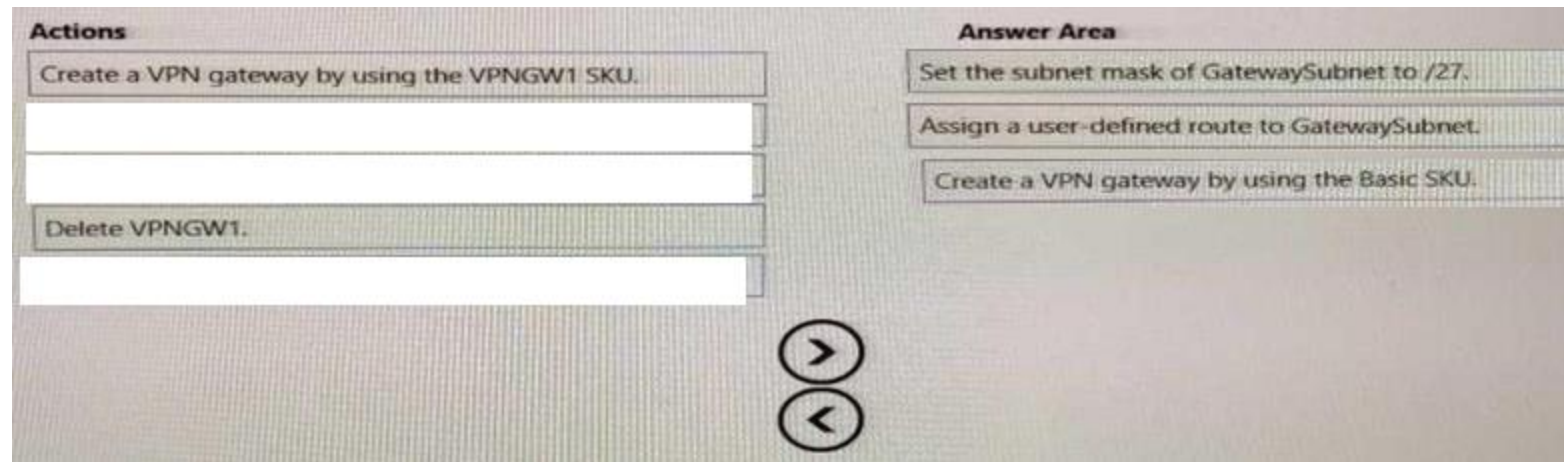 Actions
Create a VPN gateway by using the VPNGW1 SKU.
Delete VPNGW1.
Answer Area
Set the subnet mask of GatewaySubnet to /27.
Assign a user-defined route to GatewaySubnet.
Create a VPN gateway by using the Basic SKU.